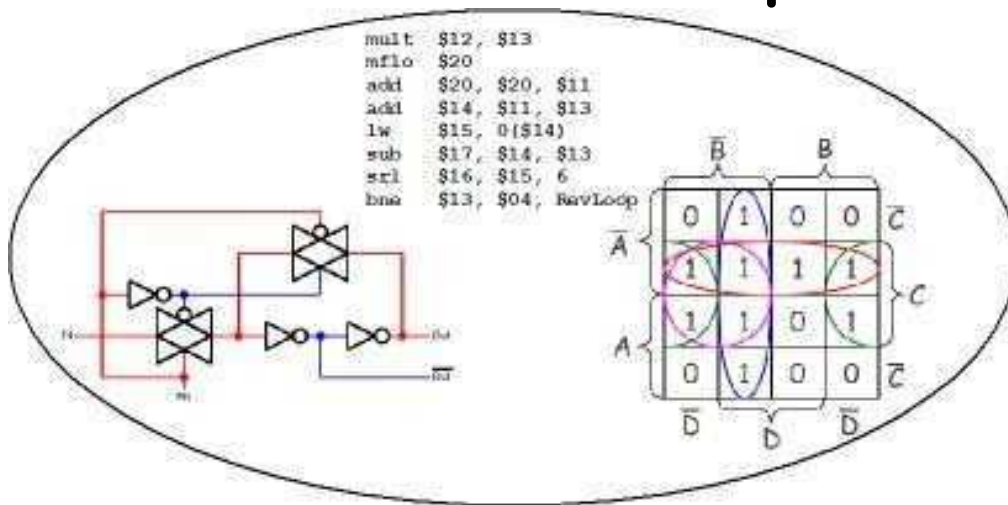 mult $12, $13
mflo $20
add $20, $20, $11
add $14, $11, $13
lw $15, 0($14)
sub $17, $14, $13
srl $16, $15, 6
bne $13, $04, RevLoop
B̅ B
A̅ 0 1 0 0 C̅
1 1 1 1
C
A 1 1 0 1
0 1 0 0 C̅
D̅ D D̅